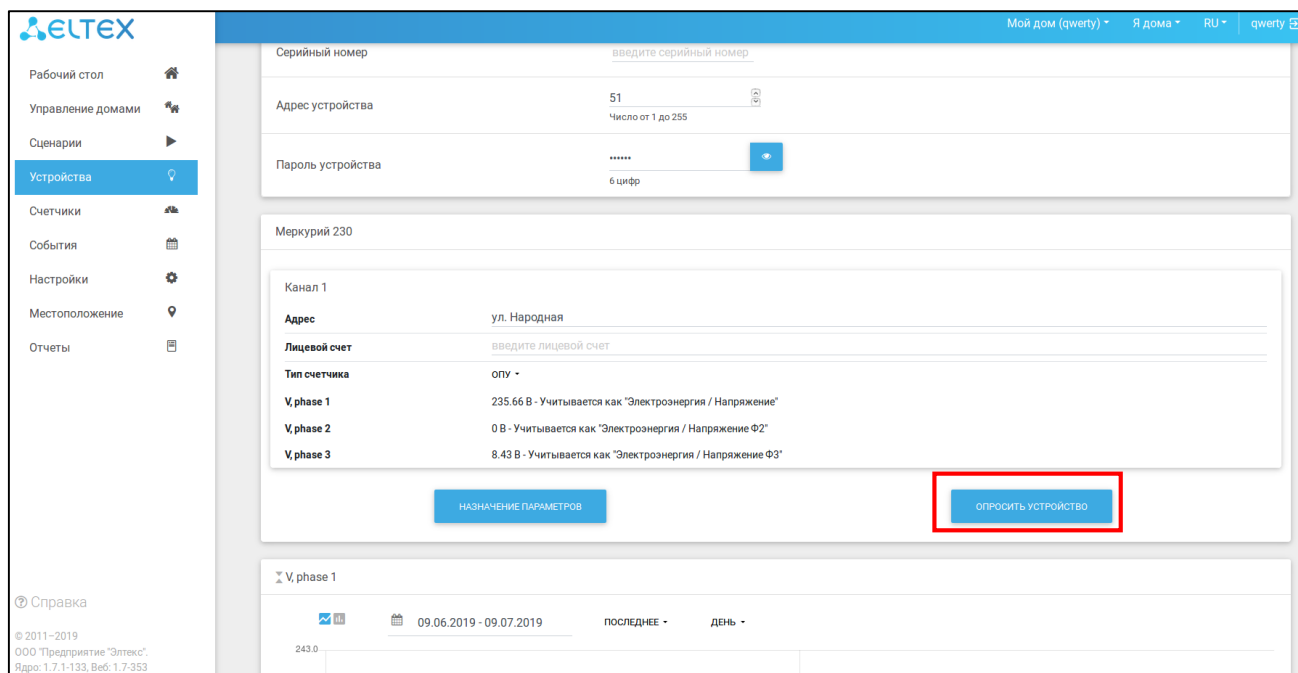 ELTEX
Мой дом (qwerty) Я дома RU qwerty
Рабочий стол
Управление домами
Сценарии
Устройства
Счетчики
События
Настройки
Местоположение
Отчеты
Справка
© 2011–2019
ООО "Предприятие "Элтекс".
Ядро: 1.7.1-133, Веб: 1.7-353
Серийный номер введите серийный номер
Адрес устройства 51
Число от 1 до 255
Пароль устройства ••••••
6 цифр
Меркурий 230
Канал 1
Адрес ул. Народная
Лицевой счет введите лицевой счет
Тип счетчика ОПУ
V, phase 1 235.66 В - Учитывается как "Электроэнергия / Напряжение"
V, phase 2 0 В - Учитывается как "Электроэнергия / Напряжение Ф2"
V, phase 3 8.43 В - Учитывается как "Электроэнергия / Напряжение Ф3"
НАЗНАЧЕНИЕ ПАРАМЕТРОВ ОПРОСИТЬ УСТРОЙСТВО
V, phase 1
09.06.2019 - 09.07.2019 ПОСЛЕДНЕЕ ДЕНЬ
243.0